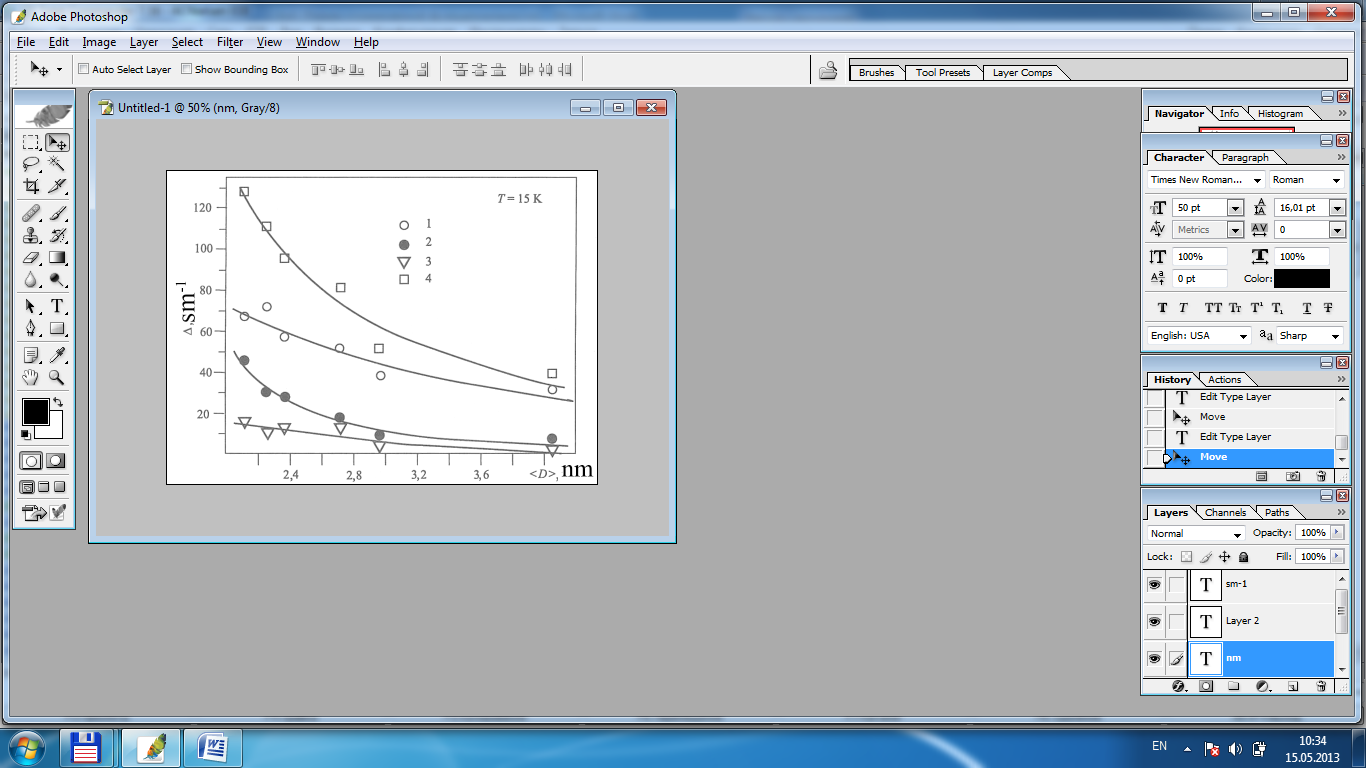 Adobe Photoshop
File Edit Image Layer Select Filter View Window Help
Auto Select Layer Show Bounding Box
Brushes Tool Presets Layer Comps
Untitled-1 @ 50% (nm, Gray/8)
T = 15 K
1
2
3
4
120
100
80
60
40
20
Δ,sm-1
2,4 2,8 3,2 3,6 <D>, nm
Navigator Info Histogram
Character Paragraph
Times New Roman... Roman
50 pt 16,01 pt
Metrics 0
100% 100%
0 pt Color:
T T TT Tr T¹ T₁ T T
English: USA aa Sharp
History Actions
Edit Type Layer
Move
Edit Type Layer
Move
Layers Channels Paths
Normal Opacity: 100%
Lock: Fill: 100%
T sm-1
T Layer 2
T nm
EN
10:34
15.05.2013